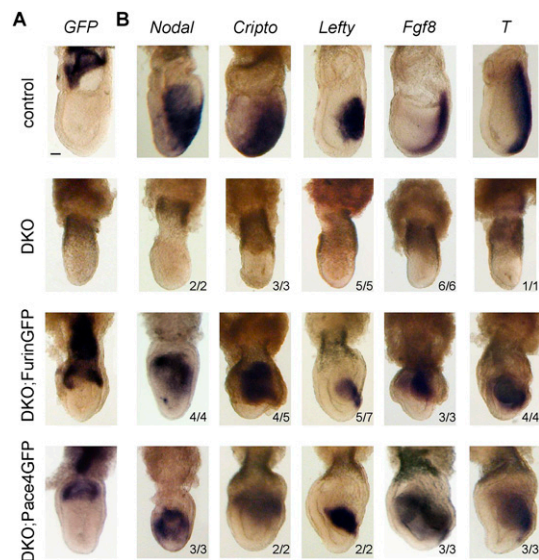 A GFP B Nodal Cripto Lefty Fgf8 T
control
DKO
2/2 3/3 5/5 6/6 1/1
DKO;FurinGFP
4/4 4/5 5/7 3/3 4/4
DKO;Pace4GFP
3/3 2/2 2/2 3/3 3/3